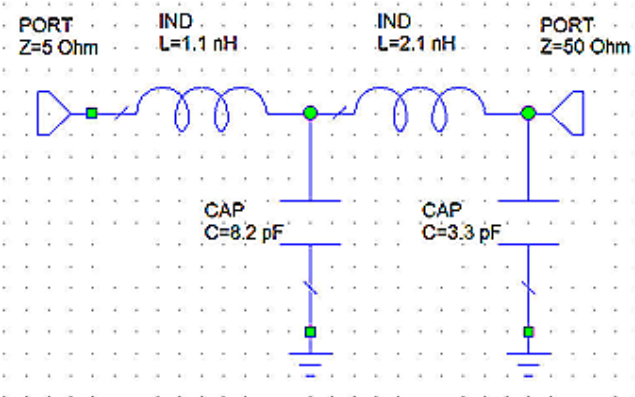 PORT
Z=5 Ohm
IND
L=1.1 nH
IND
L=2.1 nH
PORT
Z=50 Ohm
CAP
C=8.2 pF
CAP
C=3.3 pF